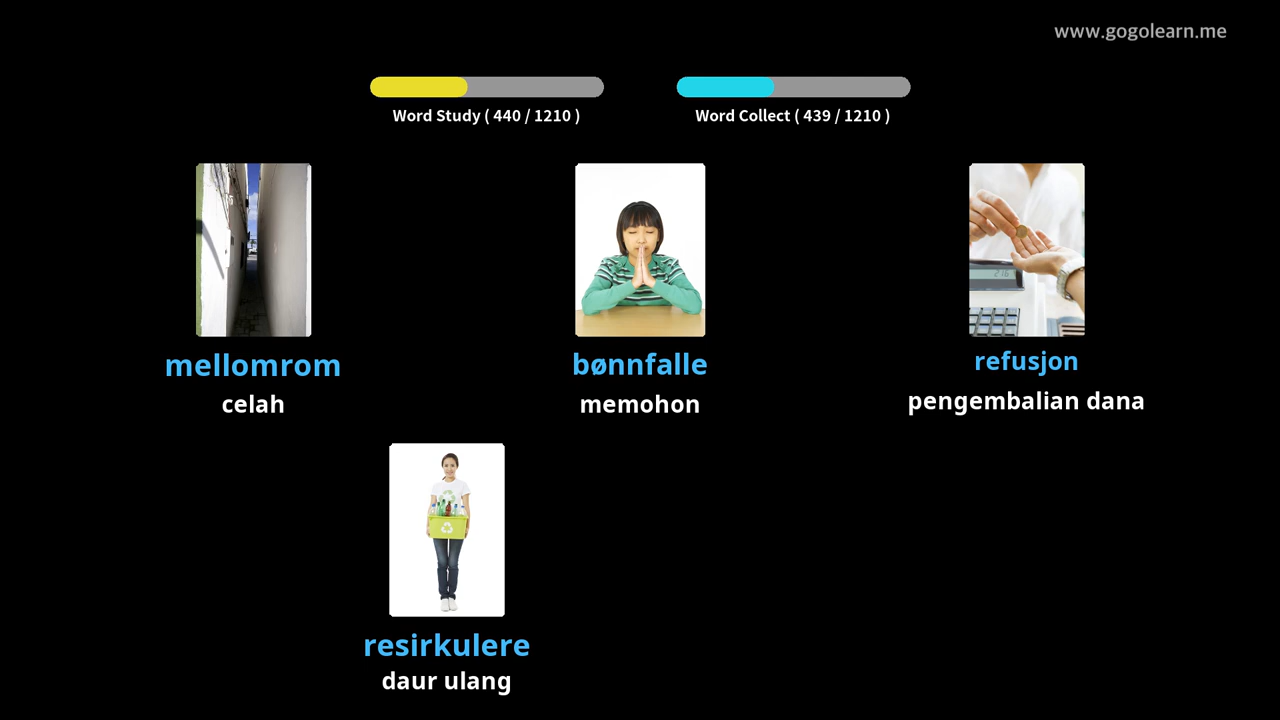 www.gogolearn.me
Word Study ( 440 / 1210 )
Word Collect ( 439 / 1210 )
mellomrom
celah
bønnfalle
memohon
refusjon
pengembalian dana
resirkulere
daur ulang